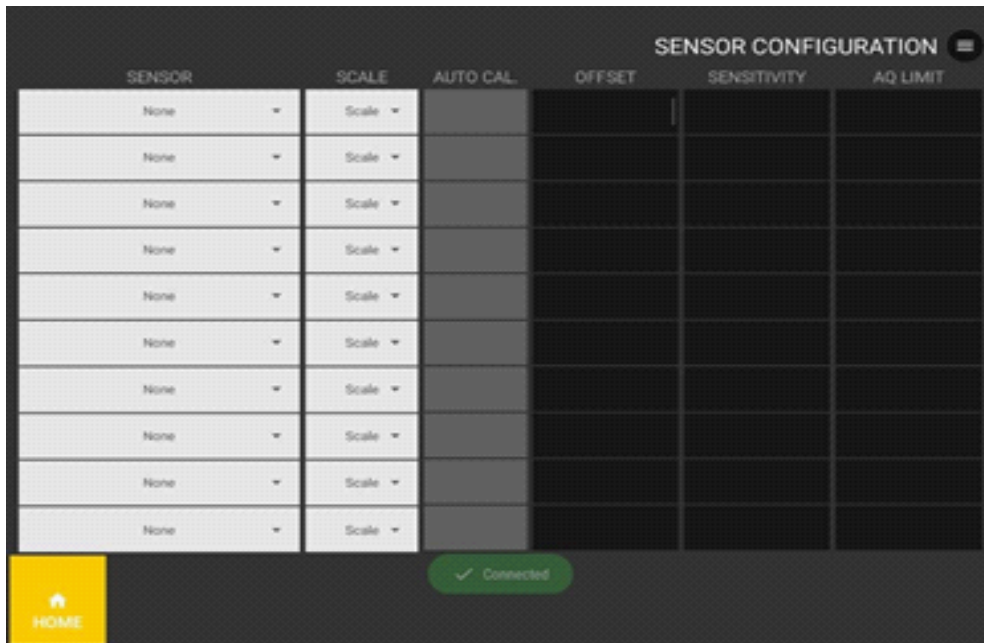 SENSOR CONFIGURATION
SENSOR SCALE AUTO CAL. OFFSET SENSITIVITY AQ LIMIT
None Scale
None Scale
None Scale
None Scale
None Scale
None Scale
None Scale
None Scale
None Scale
None Scale
Connected
HOME